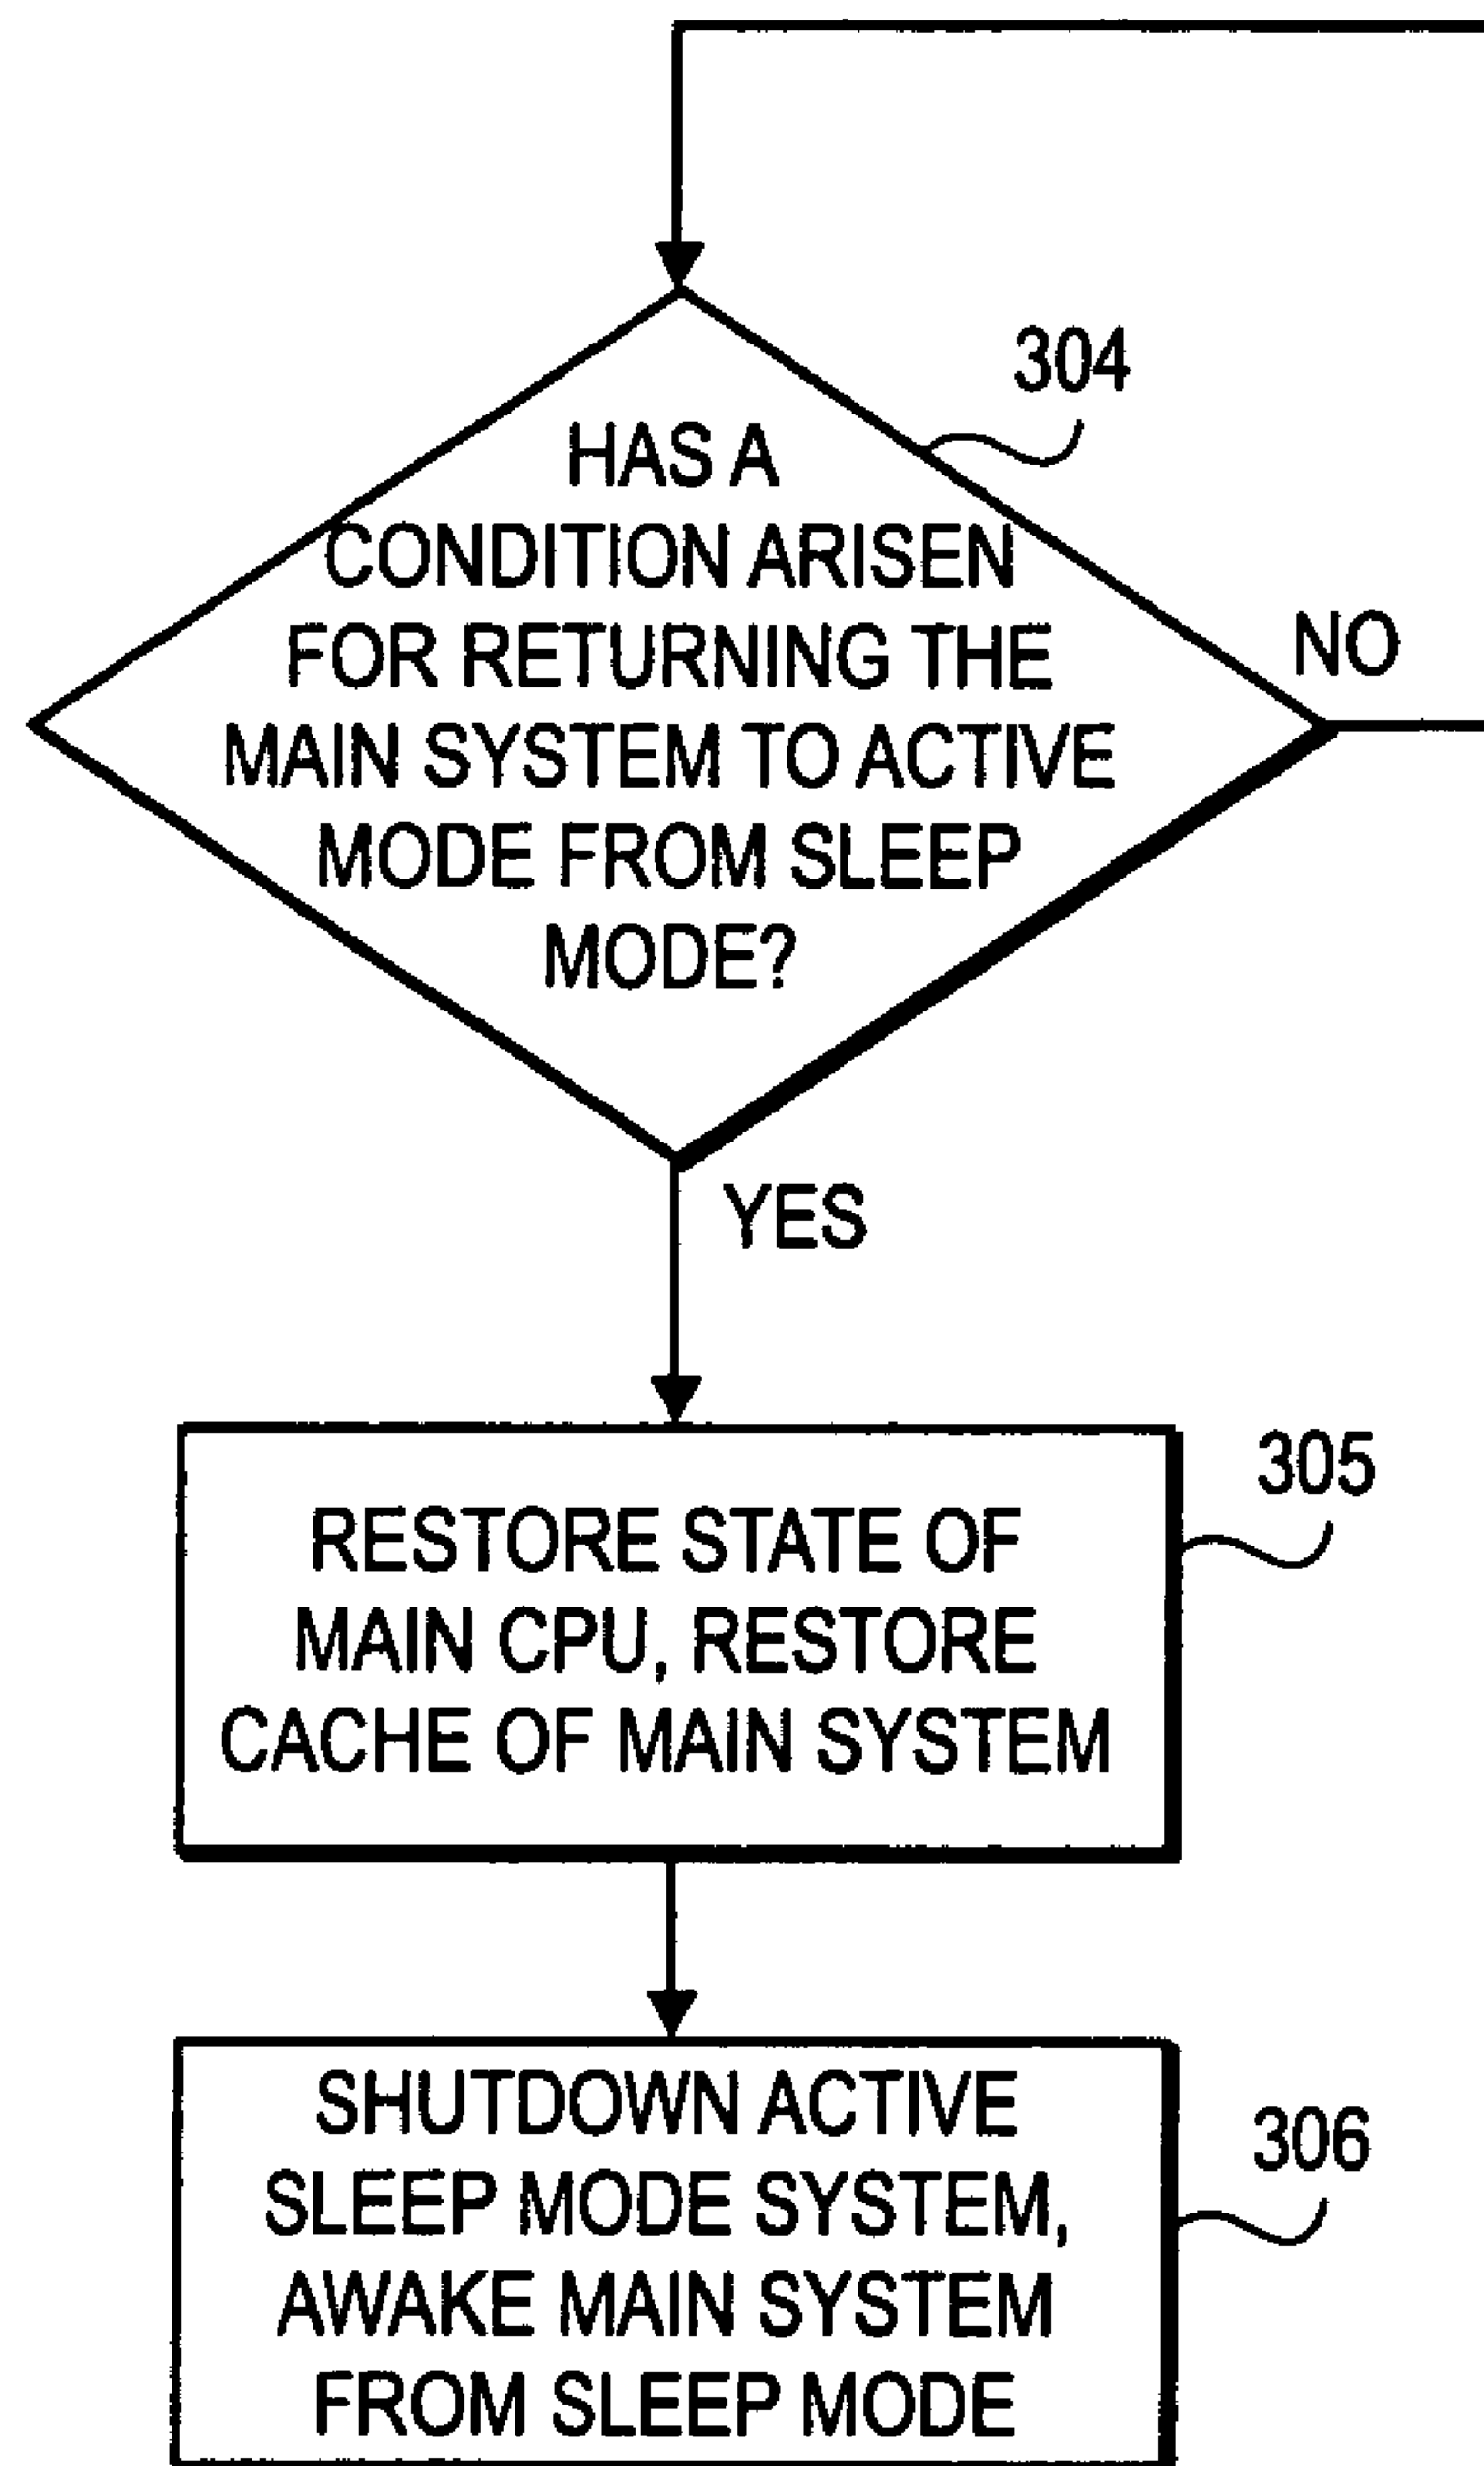 304
HAS A
CONDITION ARISEN
FOR RETURNING THE
MAIN SYSTEM TO ACTIVE
MODE FROM SLEEP
MODE?
NO
YES
305
RESTORE STATE OF
MAIN CPU, RESTORE
CACHE OF MAIN SYSTEM
306
SHUTDOWN ACTIVE
SLEEP MODE SYSTEM,
AWAKE MAIN SYSTEM
FROM SLEEP MODE